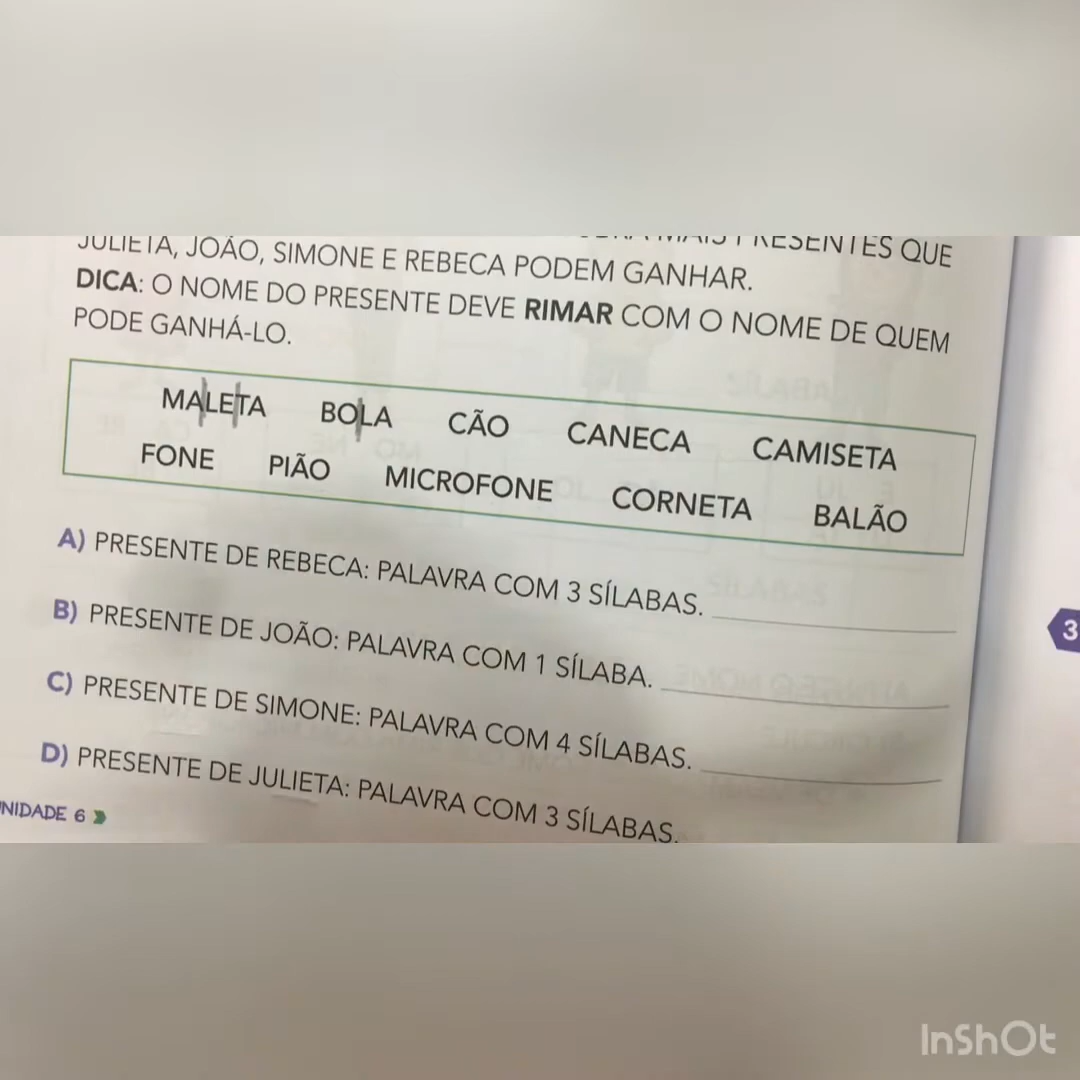 PRESENTES QUE
JULIETA, JOÃO, SIMONE E REBECA PODEM GANHAR.
DICA: O NOME DO PRESENTE DEVE RIMAR COM O NOME DE QUEM
PODE GANHÁ-LO.
MALETA BOLA CÃO CANECA CAMISETA
FONE PIÃO MICROFONE CORNETA BALÃO
A) PRESENTE DE REBECA: PALAVRA COM 3 SÍLABAS.
B) PRESENTE DE JOÃO: PALAVRA COM 1 SÍLABA.
C) PRESENTE DE SIMONE: PALAVRA COM 4 SÍLABAS.
D) PRESENTE DE JULIETA: PALAVRA COM 3 SÍLABAS.
NIDADE 6
3
InShOt